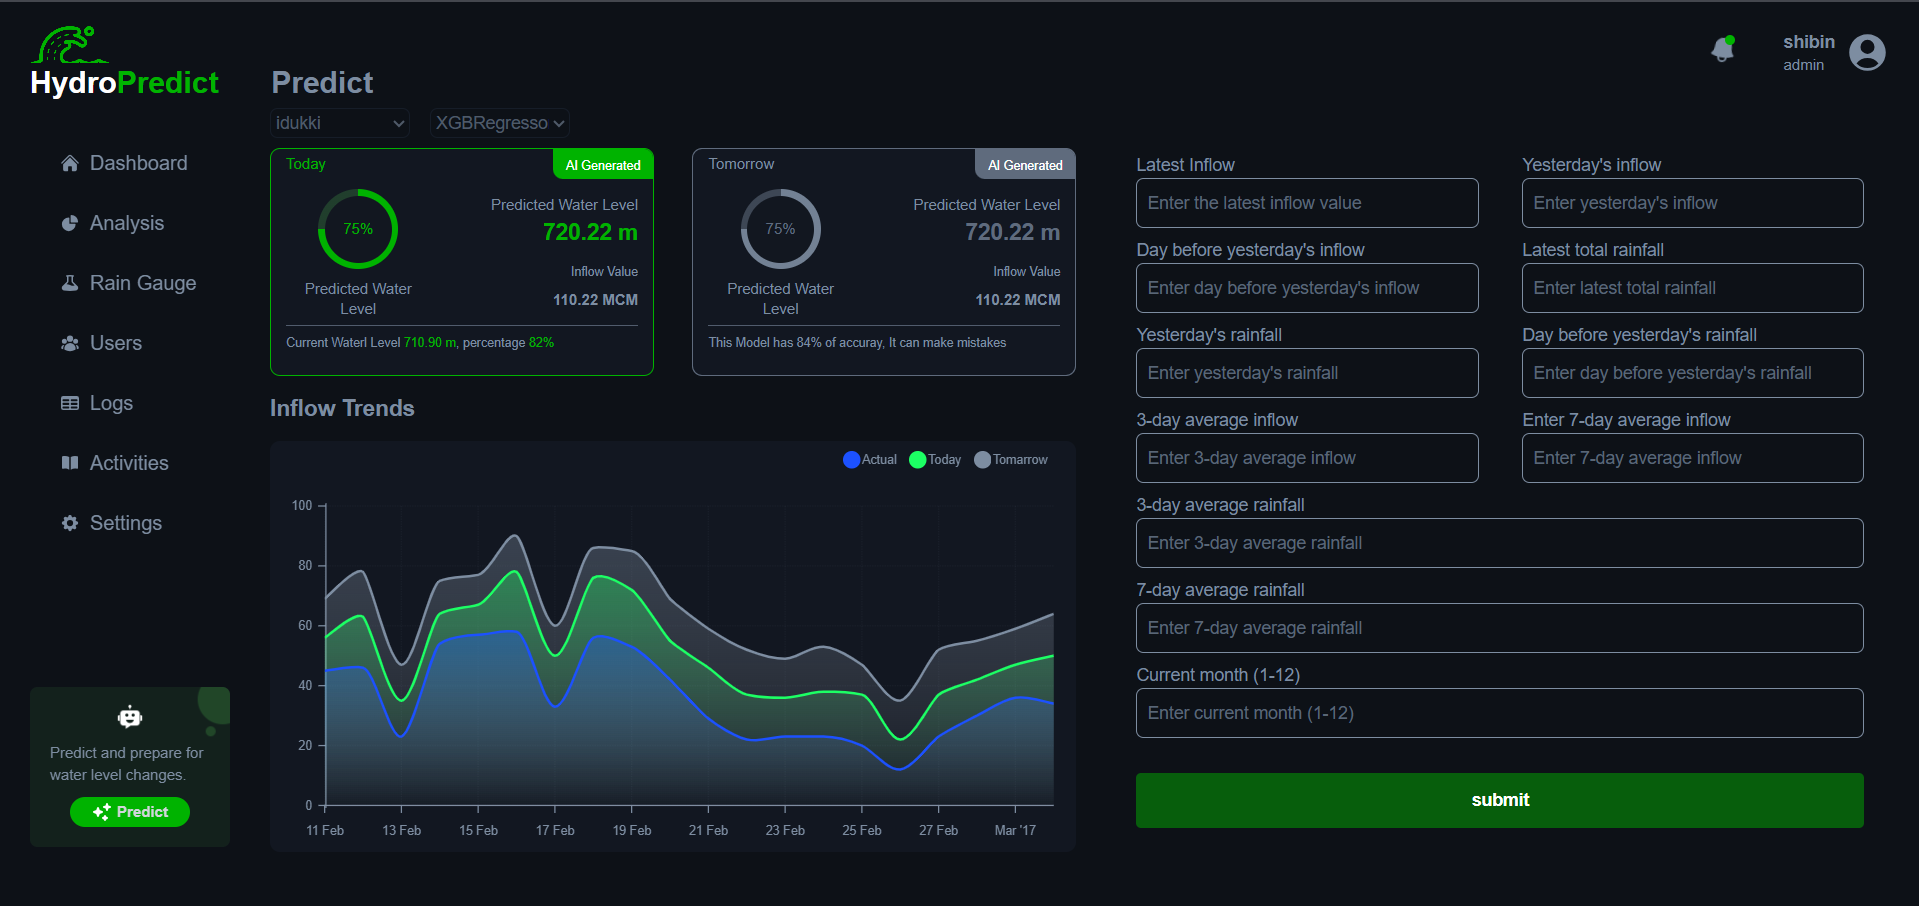 HydroPredict
Dashboard
Analysis
Rain Gauge
Users
Logs
Activities
Settings
Predict and prepare for
water level changes.
Predict
shibin
admin
Predict
idukki
XGBRegresso
Today
AI Generated
75%
Predicted Water
Level
Predicted Water Level
720.22 m
Inflow Value
110.22 MCM
Current Waterl Level 710.90 m, percentage 82%
Tomorrow
AI Generated
75%
Predicted Water
Level
Predicted Water Level
720.22 m
Inflow Value
110.22 MCM
This Model has 84% of accuray, It can make mistakes
Inflow Trends
Actual Today Tomarrow
100
80
60
40
20
0
11 Feb 13 Feb 15 Feb 17 Feb 19 Feb 21 Feb 23 Feb 25 Feb 27 Feb Mar '17
Latest Inflow
Enter the latest inflow value
Yesterday's inflow
Enter yesterday's inflow
Day before yesterday's inflow
Enter day before yesterday's inflow
Latest total rainfall
Enter latest total rainfall
Yesterday's rainfall
Enter yesterday's rainfall
Day before yesterday's rainfall
Enter day before yesterday's rainfall
3-day average inflow
Enter 3-day average inflow
Enter 7-day average inflow
Enter 7-day average inflow
3-day average rainfall
Enter 3-day average rainfall
7-day average rainfall
Enter 7-day average rainfall
Current month (1-12)
Enter current month (1-12)
submit